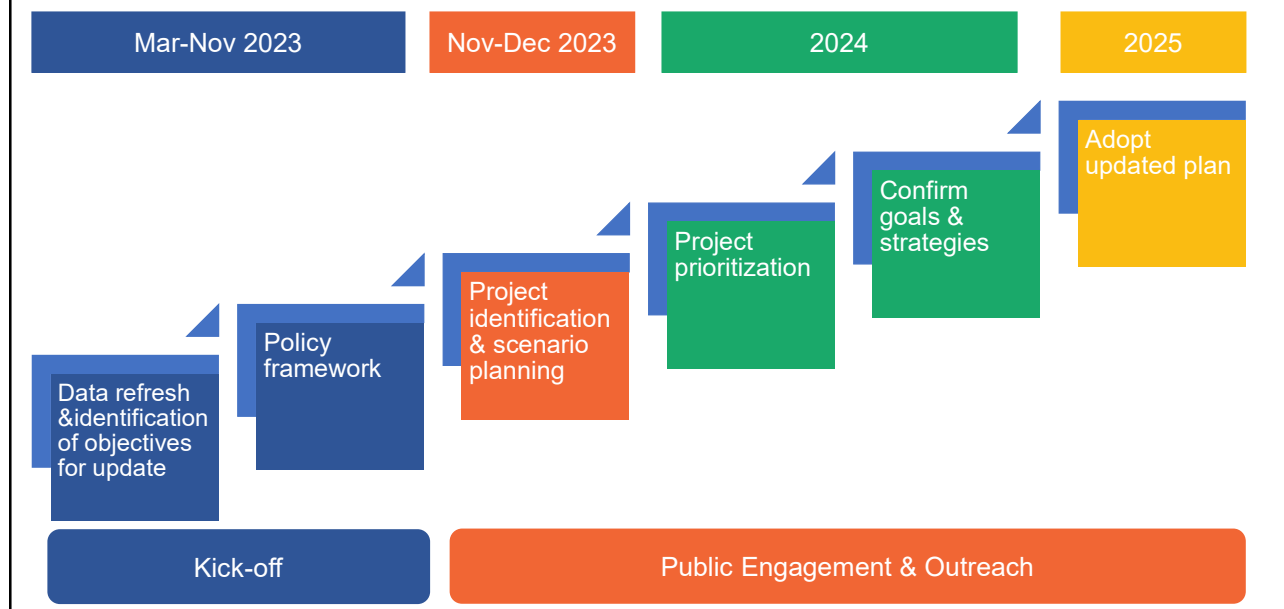 Mar-Nov 2023
Nov-Dec 2023
2024
2025
Data refresh
&identification
of objectives
for update
Policy
framework
Project
identification
& scenario
planning
Project
prioritization
Confirm
goals &
strategies
Adopt
updated plan
Kick-off
Public Engagement & Outreach